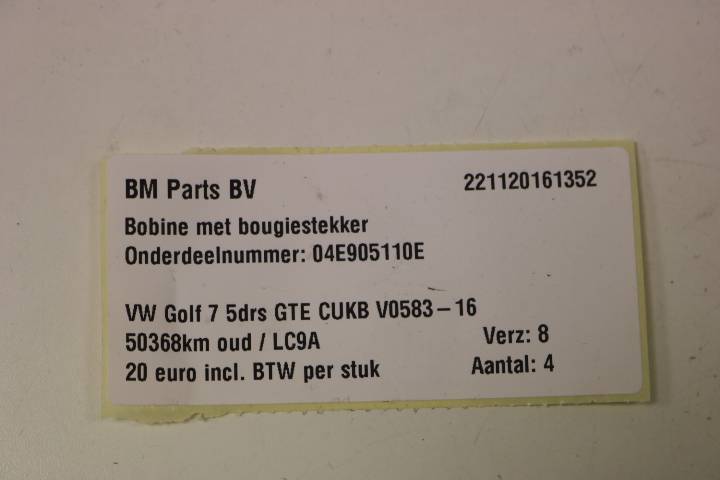 BM Parts BV 221120161352
Bobine met bougiestekker
Onderdeelnummer: 04E905110E
VW Golf 7 5drs GTE CUKB V0583-16
50368km oud / LC9A Verz: 8
20 euro incl. BTW per stuk Aantal: 4